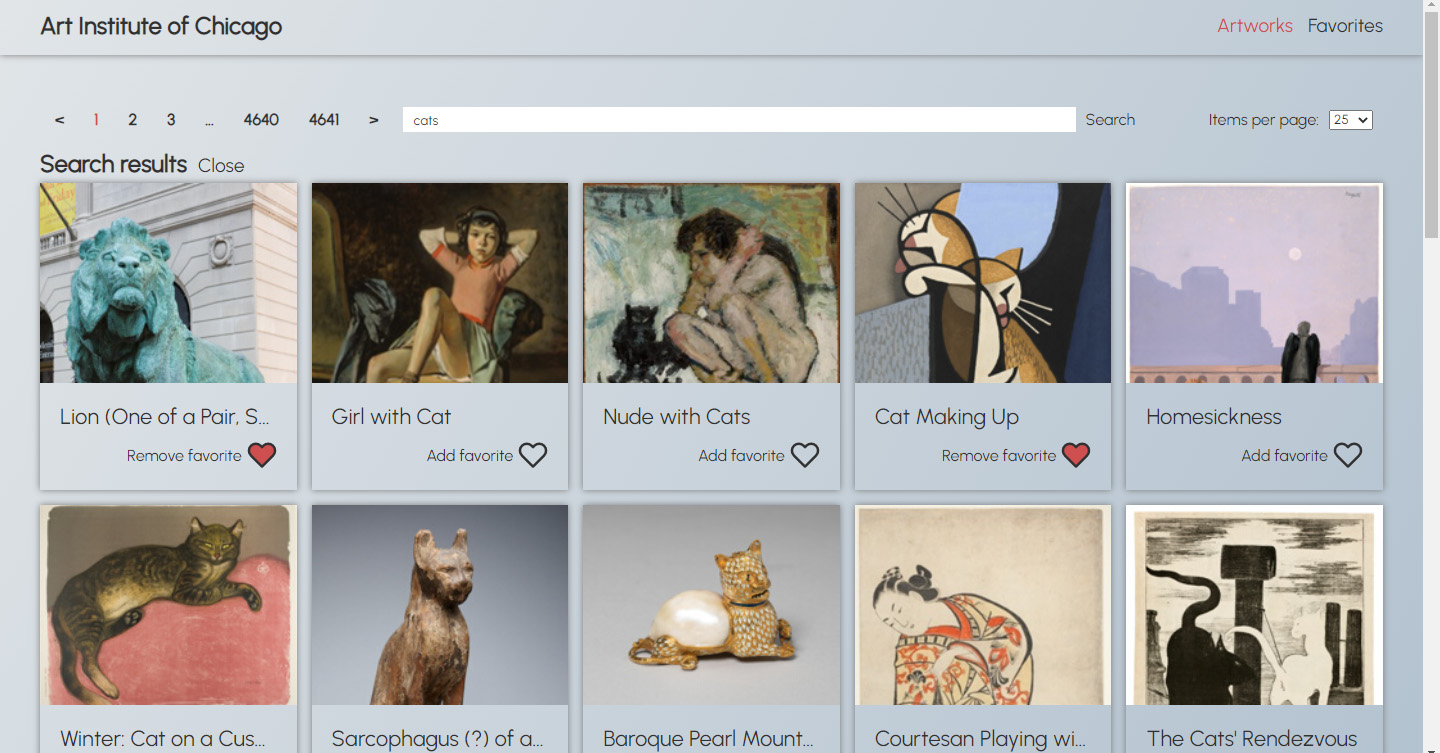 Art Institute of Chicago Artworks Favorites
< 1 2 3 ... 4640 4641 > cats Search Items per page: 25
Search results Close
Lion (One of a Pair, S... Girl with Cat Nude with Cats Cat Making Up Homesickness
Remove favorite Add favorite Add favorite Remove favorite Add favorite
Winter: Cat on a Cus... Sarcophagus (?) of a... Baroque Pearl Mount... Courtesan Playing wi... The Cats' Rendezvous